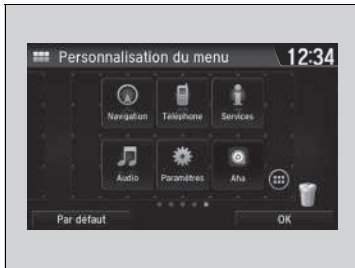 Personnalisation du menu 12:34
Navigation Téléphone Services
Audio Paramètres Aha
Par défaut OK